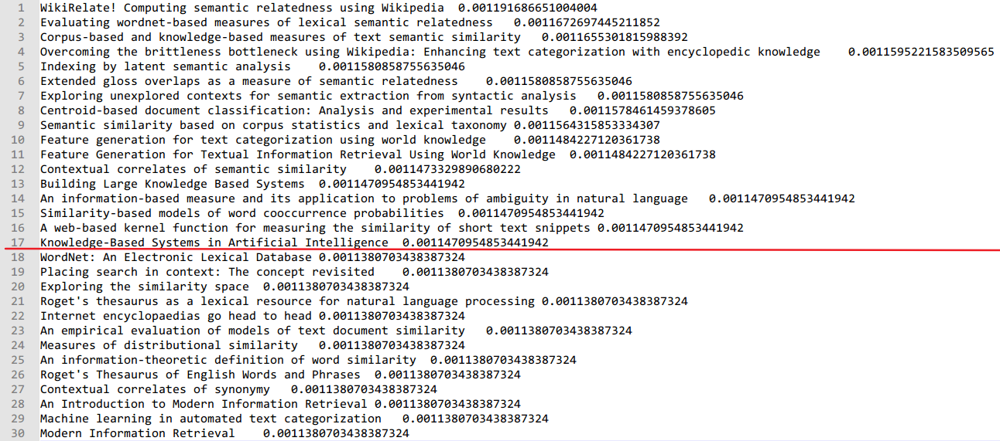 1 WikiRelate! Computing semantic relatedness using Wikipedia 0.001191686651004004
2 Evaluating wordnet-based measures of lexical semantic relatedness 0.0011672697445211852
3 Corpus-based and knowledge-based measures of text semantic similarity 0.0011655301815988392
4 Overcoming the brittleness bottleneck using Wikipedia: Enhancing text categorization with encyclopedic knowledge 0.0011595221583509565
5 Indexing by latent semantic analysis 0.0011580858755635046
6 Extended gloss overlaps as a measure of semantic relatedness 0.0011580858755635046
7 Exploring unexplored contexts for semantic extraction from syntactic analysis 0.0011580858755635046
8 Centroid-based document classification: Analysis and experimental results 0.0011578461459378605
9 Semantic similarity based on corpus statistics and lexical taxonomy 0.0011564315853334307
10 Feature generation for text categorization using world knowledge 0.0011484227120361738
11 Feature Generation for Textual Information Retrieval Using World Knowledge 0.0011484227120361738
12 Contextual correlates of semantic similarity 0.0011473329890680222
13 Building Large Knowledge Based Systems 0.0011470954853441942
14 An information-based measure and its application to problems of ambiguity in natural language 0.0011470954853441942
15 Similarity-based models of word cooccurrence probabilities 0.0011470954853441942
16 A web-based kernel function for measuring the similarity of short text snippets 0.0011470954853441942
17 Knowledge-Based Systems in Artificial Intelligence 0.0011470954853441942
18 WordNet: An Electronic Lexical Database 0.0011380703438387324
19 Placing search in context: The concept revisited 0.0011380703438387324
20 Exploring the similarity space 0.0011380703438387324
21 Roget's thesaurus as a lexical resource for natural language processing 0.0011380703438387324
22 Internet encyclopaedias go head to head 0.0011380703438387324
23 An empirical evaluation of models of text document similarity 0.0011380703438387324
24 Measures of distributional similarity 0.0011380703438387324
25 An information-theoretic definition of word similarity 0.0011380703438387324
26 Roget's Thesaurus of English Words and Phrases 0.0011380703438387324
27 Contextual correlates of synonymy 0.0011380703438387324
28 An Introduction to Modern Information Retrieval 0.0011380703438387324
29 Machine learning in automated text categorization 0.0011380703438387324
30 Modern Information Retrieval 0.0011380703438387324